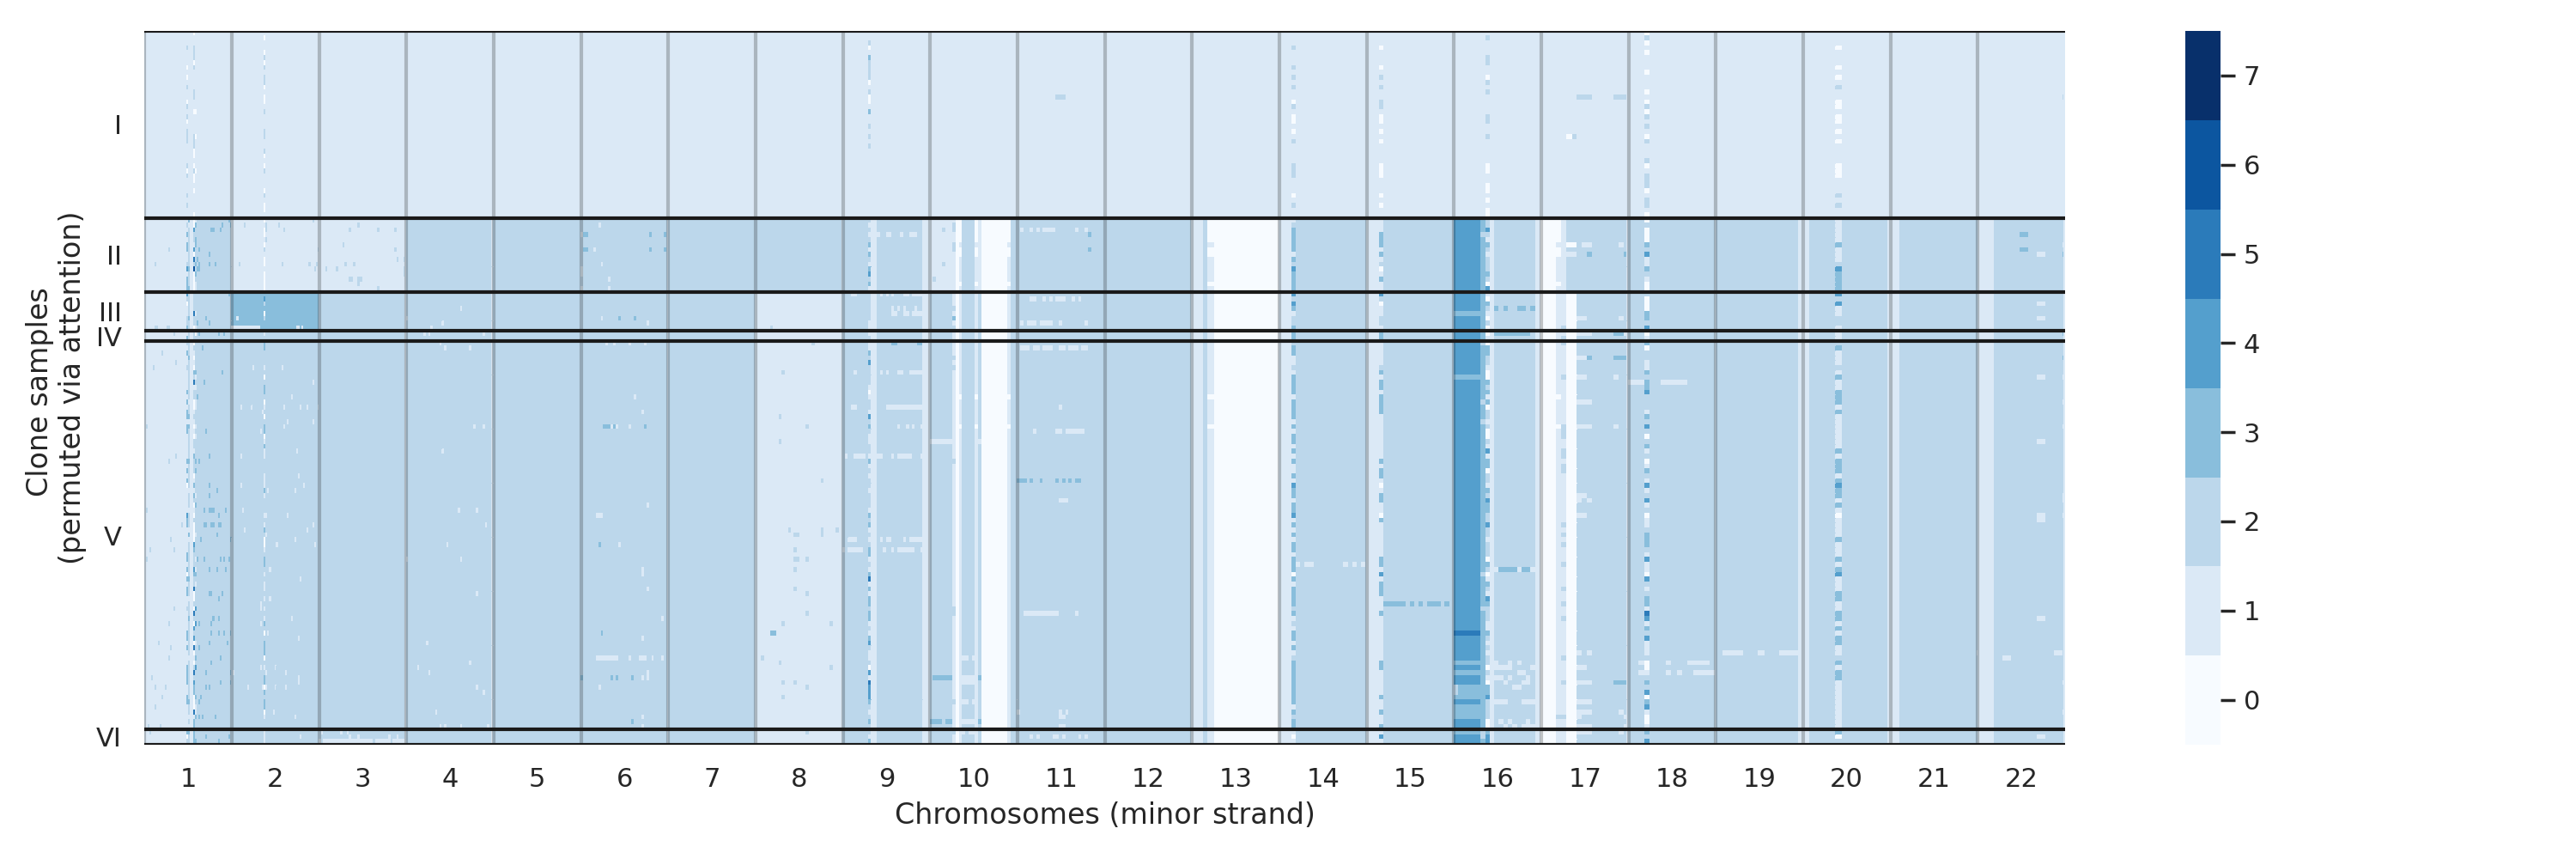 Clone samples
(permuted via attention)
I
II
III
IV
V
VI
1 2 3 4 5 6 7 8 9 10 11 12 13 14 15 16 17 18 19 20 21 22
Chromosomes (minor strand)
7
6
5
4
3
2
1
0